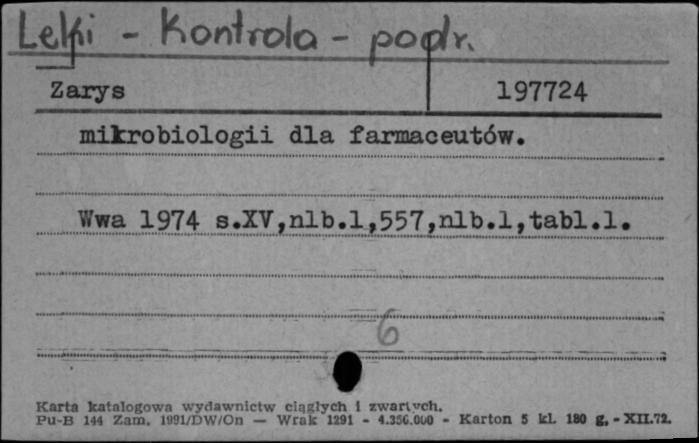 Leki - Kontrola - podr.
Zarys 197724
mikrobiologii dla farmaceutów.
Wwa 1974 s.XV,nlb.1,557,nlb.1,tabl.1.
6
Karta katalogowa wydawnictw ciągłych i zwartych.
Pu-B 144 Zam. 1991/DW/On — Wrak 1291 - 4.356.000 - Karton 5 kl. 180 g. - XII.72.